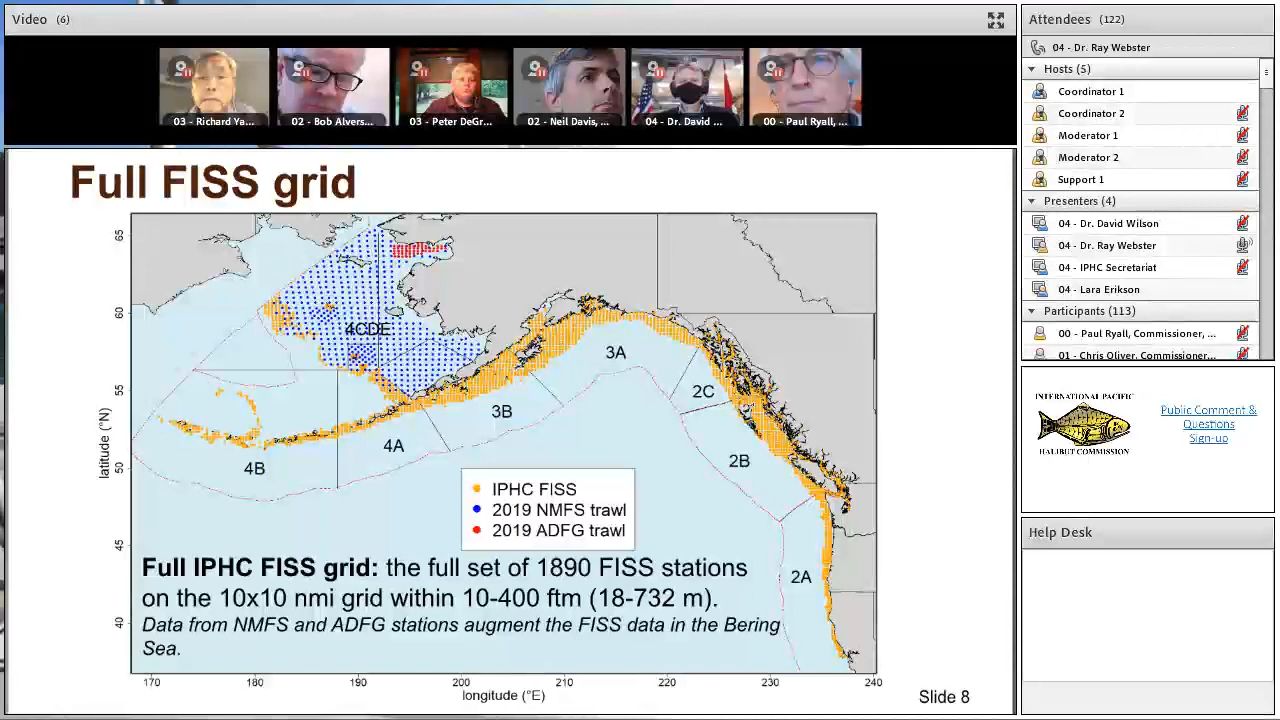 Video (6)
03 - Richard Ya...
02 - Bob Alvers...
03 - Peter DeGr...
02 - Neil Davis, ...
04 - Dr. David ...
00 - Paul Ryall, ...
Full FISS grid
65
60
55
50
45
40
latitude (°N)
4CDE
3A
2C
3B
4A
4B
2B
2A
IPHC FISS
2019 NMFS trawl
2019 ADFG trawl
Full IPHC FISS grid: the full set of 1890 FISS stations
on the 10x10 nmi grid within 10-400 ftm (18-732 m).
Data from NMFS and ADFG stations augment the FISS data in the Bering
Sea.
170
180
190
200
210
220
230
240
longitude (°E)
Slide 8
Attendees (122)
04 - Dr. Ray Webster
Hosts (5)
Coordinator 1
Coordinator 2
Moderator 1
Moderator 2
Support 1
Presenters (4)
04 - Dr. David Wilson
04 - Dr. Ray Webster
04 - IPHC Secretariat
04 - Lara Erikson
Participants (113)
00 - Paul Ryall, Commissioner, ...
01 - Chris Oliver, Commissioner...
INTERNATIONAL PACIFIC
HALIBUT COMMISSION
Public Comment &
Questions
Sign-up
Help Desk